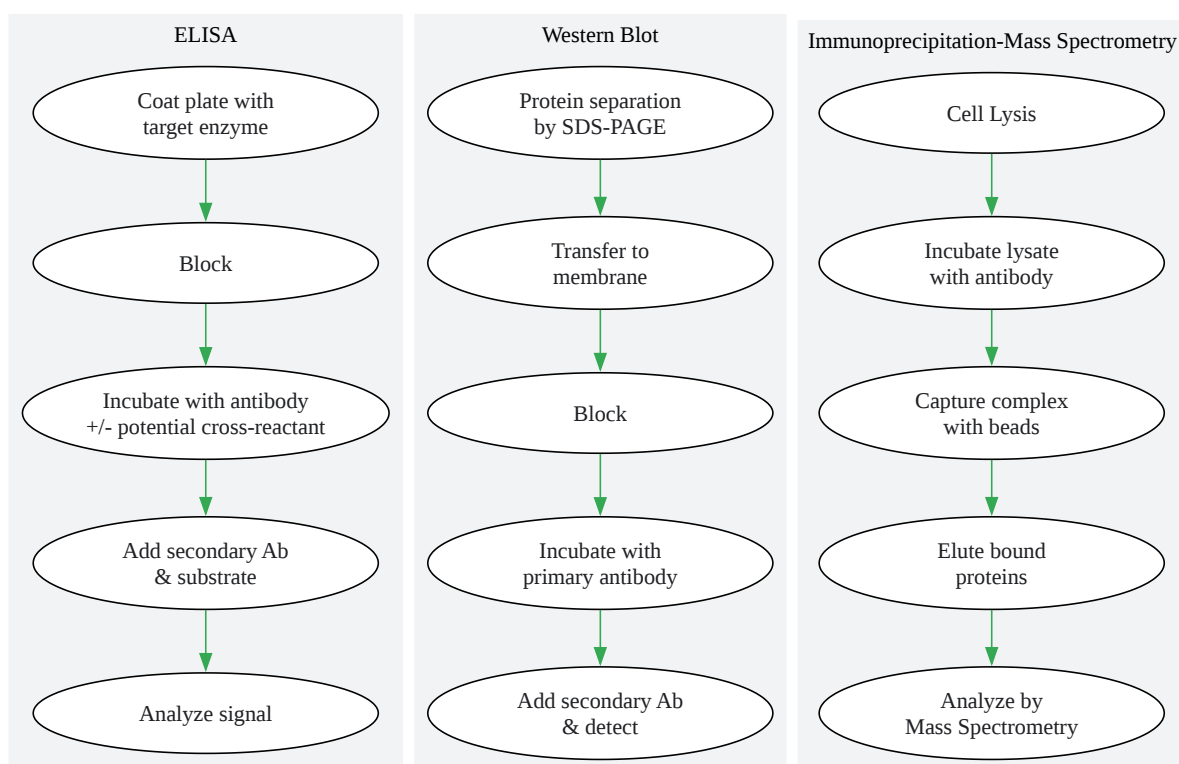 ELISA
Coat plate with
target enzyme
Block
Incubate with antibody
+/- potential cross-reactant
Add secondary Ab
& substrate
Analyze signal
Western Blot
Protein separation
by SDS-PAGE
Transfer to
membrane
Block
Incubate with
primary antibody
Add secondary Ab
& detect
Immunoprecipitation-Mass Spectrometry
Cell Lysis
Incubate lysate
with antibody
Capture complex
with beads
Elute bound
proteins
Analyze by
Mass Spectrometry